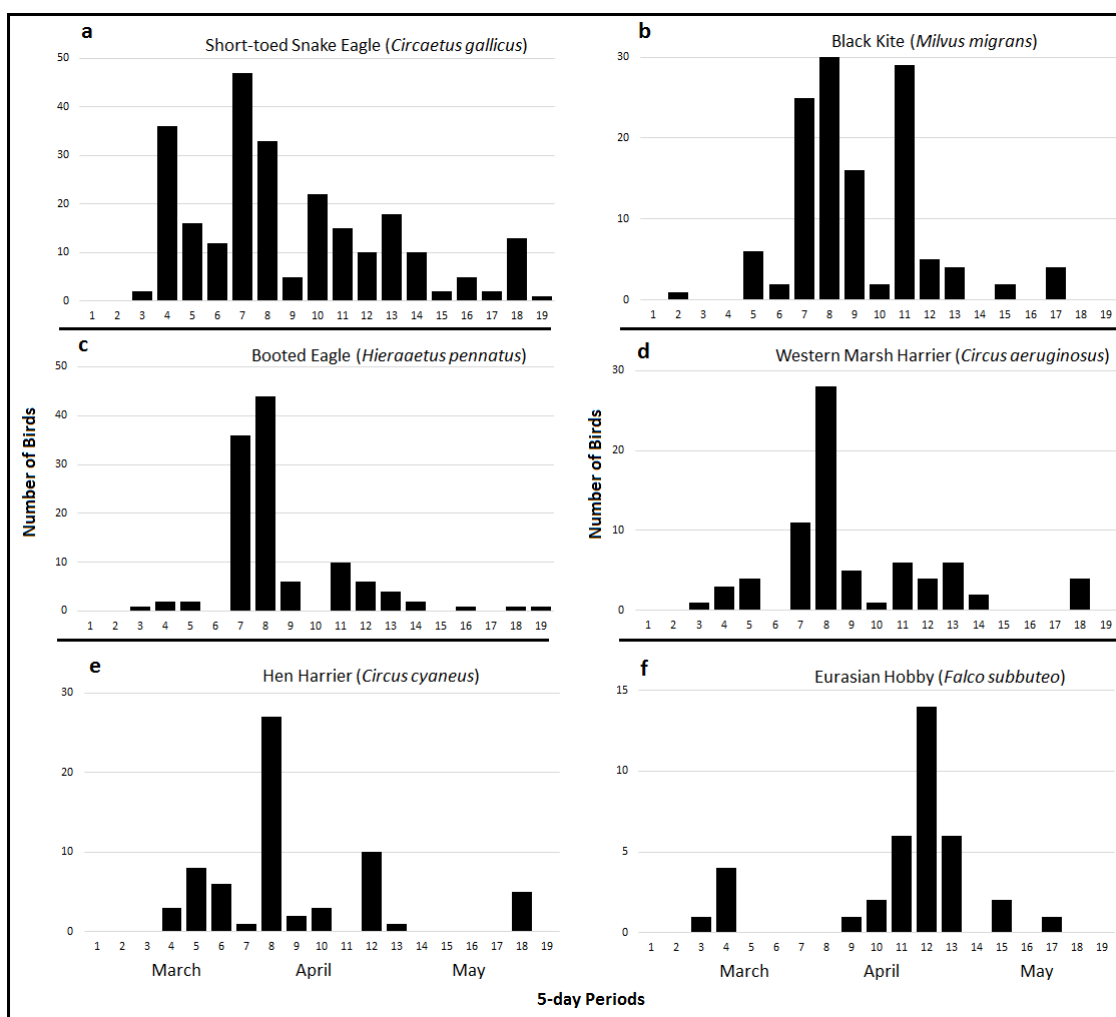 a
Short-toed Snake Eagle (Circaetus gallicus)
50
40
30
20
10
0
1 2 3 4 5 6 7 8 9 10 11 12 13 14 15 16 17 18 19
b
Black Kite (Milvus migrans)
30
20
10
0
1 2 3 4 5 6 7 8 9 10 11 12 13 14 15 16 17 18 19
c
Booted Eagle (Hieraaetus pennatus)
50
40
30
20
10
0
1 2 3 4 5 6 7 8 9 10 11 12 13 14 15 16 17 18 19
Number of Birds
d
Western Marsh Harrier (Circus aeruginosus)
30
20
10
0
1 2 3 4 5 6 7 8 9 10 11 12 13 14 15 16 17 18 19
Number of Birds
e
Hen Harrier (Circus cyaneus)
30
20
10
0
1 2 3 4 5 6 7 8 9 10 11 12 13 14 15 16 17 18 19
March April May
f
Eurasian Hobby (Falco subbuteo)
15
10
5
0
1 2 3 4 5 6 7 8 9 10 11 12 13 14 15 16 17 18 19
March April May
5-day Periods